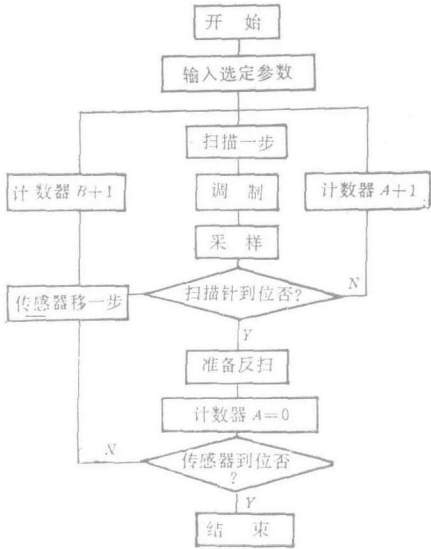 开 始
输入选定参数
扫描一步
计数器B+1
调 制
计数器A+1
采 样
传感器移一步
扫描针到位否?
N
Y
准备反扫
计数器A=0
N
传感器到位否
?
Y
结 束